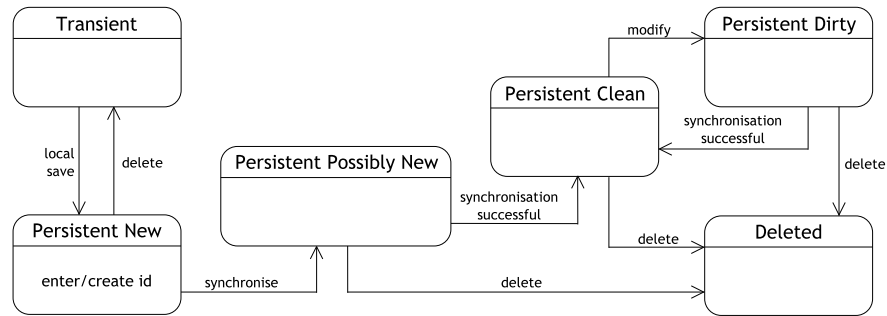 Transient
Persistent Dirty
modify
Persistent Clean
synchronisation
successful
local
save
delete
Persistent Possibly New
delete
synchronisation
successful
Persistent New
Deleted
delete
enter/create id
synchronise
delete